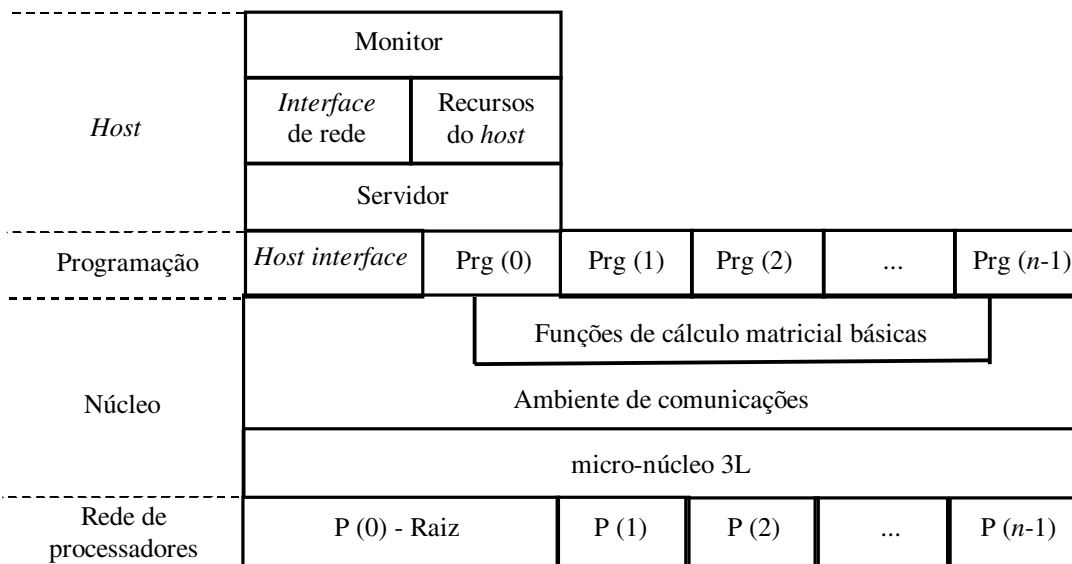 Monitor
Host
Interface
de rede
Recursos
do host
Servidor
Programação
Host interface
Prg (0)
Prg (1)
Prg (2)
...
Prg (n-1)
Funções de cálculo matricial básicas
Núcleo
Ambiente de comunicações
micro-núcleo 3L
Rede de
processadores
P (0) - Raiz
P (1)
P (2)
...
P (n-1)